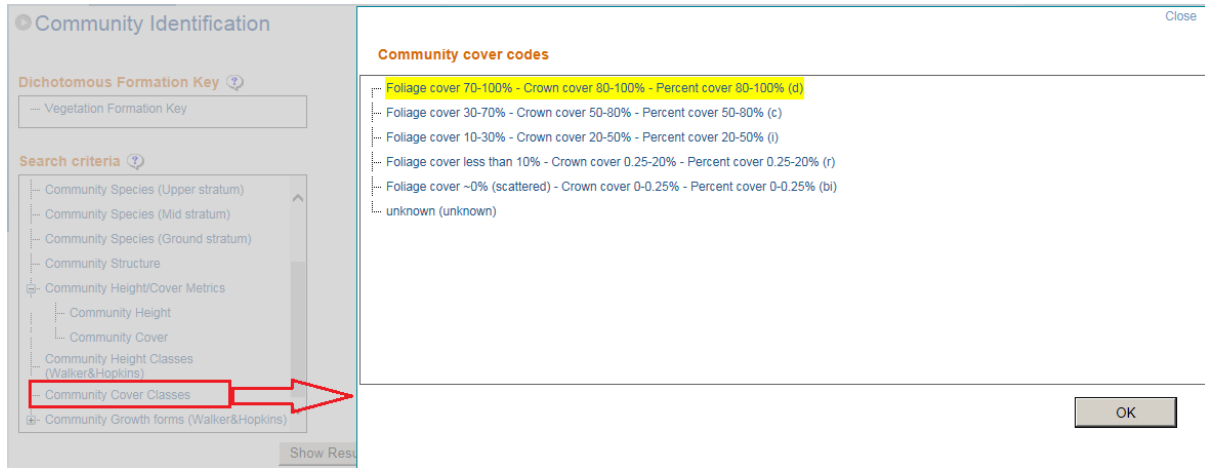 Community Identification
Dichotomous Formation Key
Vegetation Formation Key
Search criteria
Community Species (Upper stratum)
Community Species (Mid stratum)
Community Species (Ground stratum)
Community Structure
Community Height/Cover Metrics
Community Height
Community Cover
Community Height Classes
(Walker&Hopkins)
Community Cover Classes
Community Growth forms (Walker&Hopkins)
Show Resu
Close
Community cover codes
Foliage cover 70-100% - Crown cover 80-100% - Percent cover 80-100% (d)
Foliage cover 30-70% - Crown cover 50-80% - Percent cover 50-80% (c)
Foliage cover 10-30% - Crown cover 20-50% - Percent cover 20-50% (i)
Foliage cover less than 10% - Crown cover 0.25-20% - Percent cover 0.25-20% (r)
Foliage cover ~0% (scattered) - Crown cover 0-0.25% - Percent cover 0-0.25% (bi)
unknown (unknown)
OK